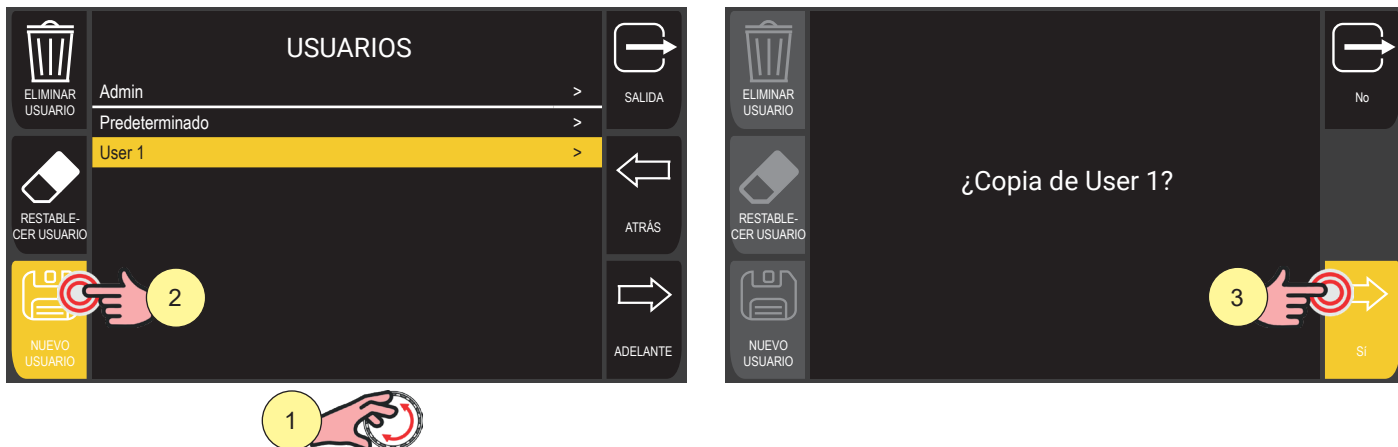 USUARIOS
ELIMINAR
USUARIO
Admin >
SALIDA
Predeterminado >
User 1 >
RESTABLE-
CER USUARIO
ATRÁS
2
NUEVO
USUARIO
ADELANTE
1
ELIMINAR
USUARIO
No
¿Copia de User 1?
RESTABLE-
CER USUARIO
3
NUEVO
USUARIO
Sí